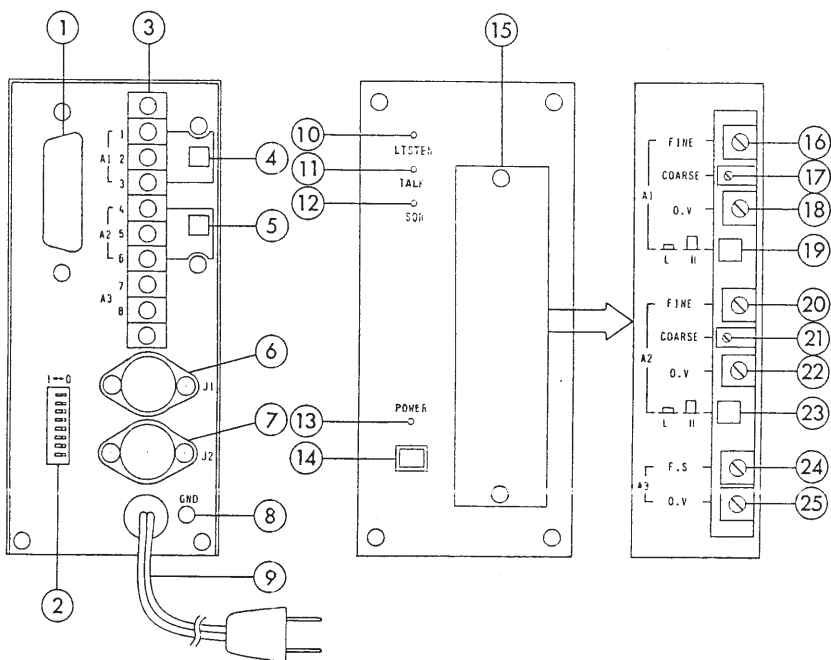 1
3
15
1
A1 2
3
4
A2 5
6
7
A3
8
4
5
6
J1
7
J2
1↔0
GND
8
9
2
10
LISTEN
11
TALK
12
SQR
13
POWER
14
FINE 16
COARSE 17
A1
O.V 18
19
L H
FINE 20
COARSE 21
A2
O.V 22
23
L H
F.S 24
A3
O.V 25